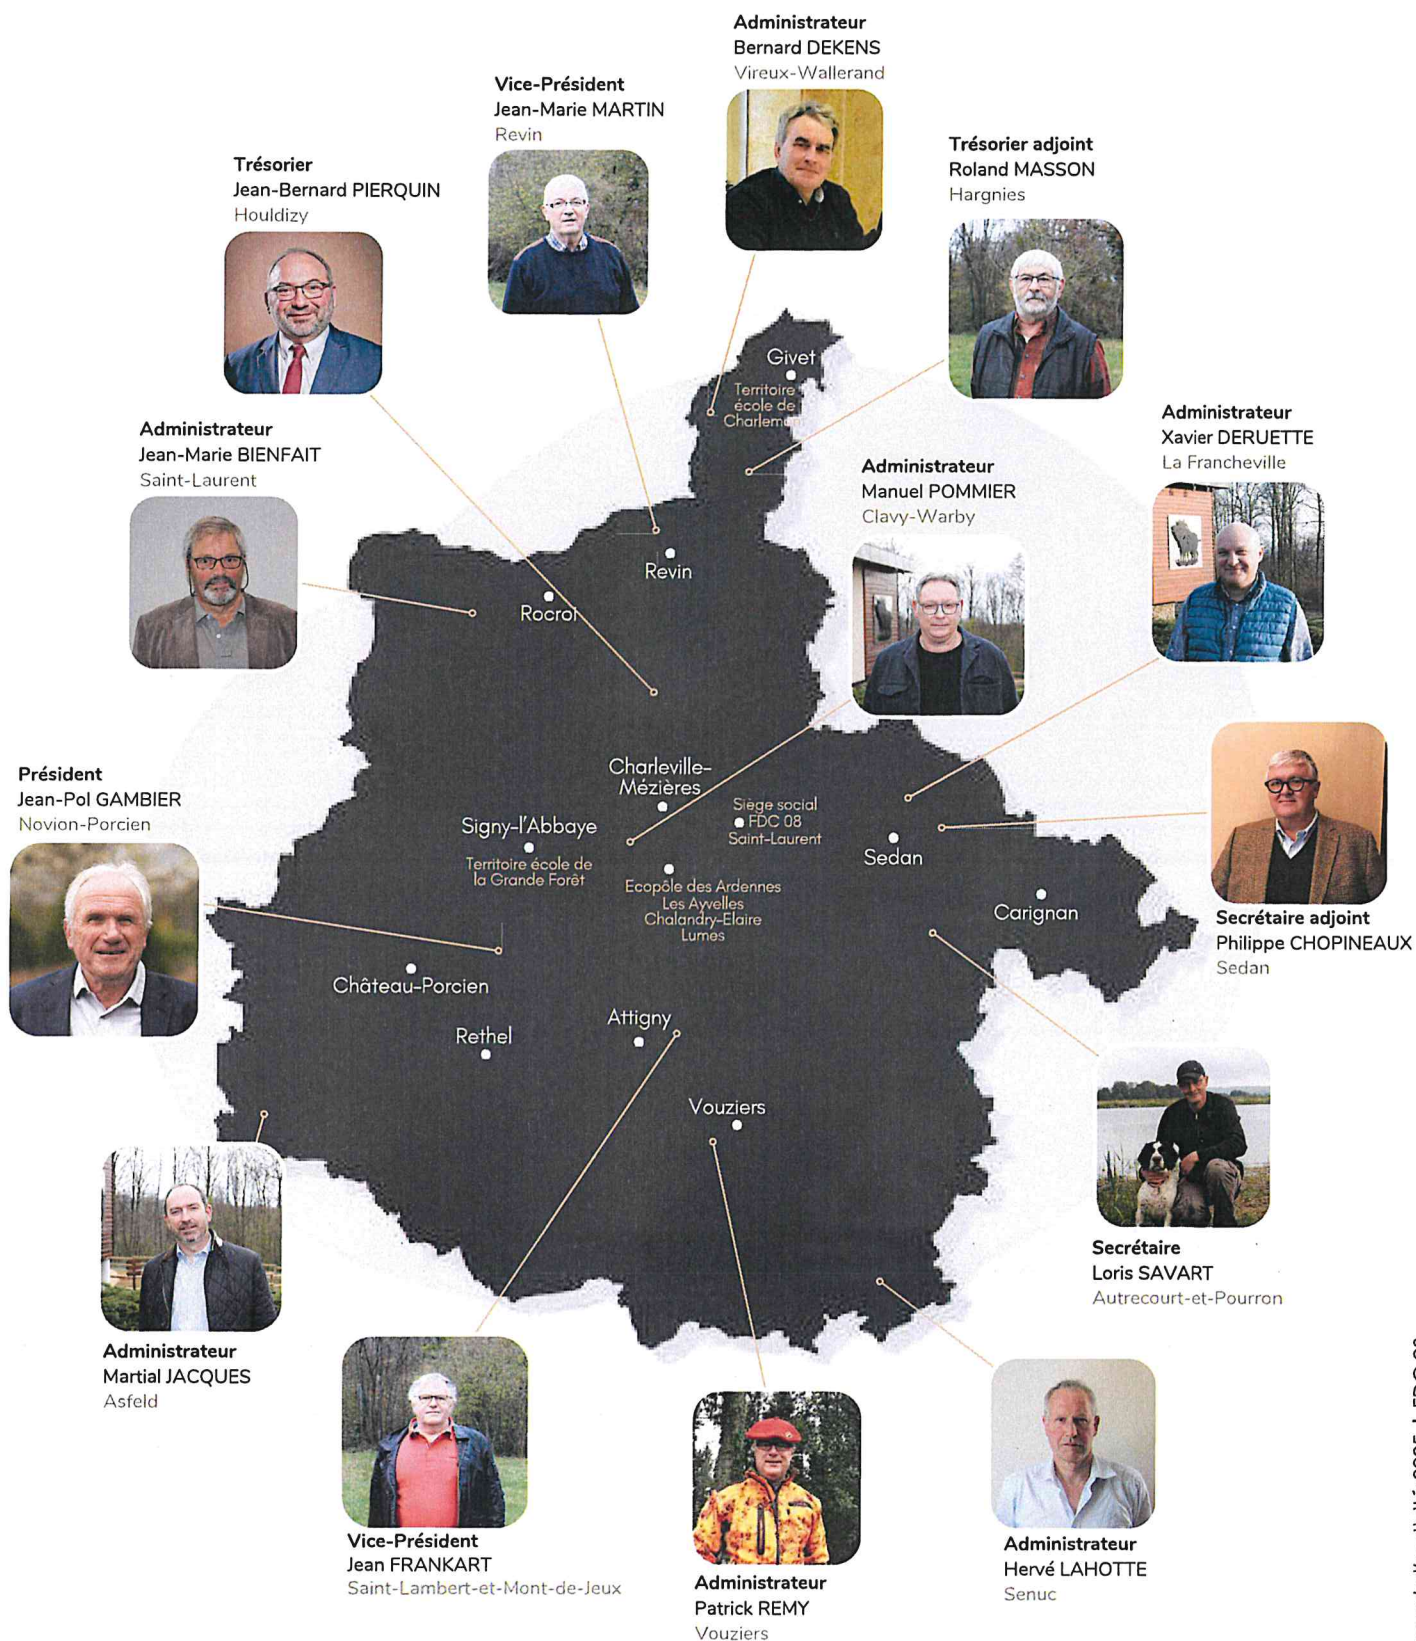 Administrateur
Bernard DEKENS
Vireux-Wallerand
Vice-Président
Jean-Marie MARTIN
Revin
Trésorier adjoint
Roland MASSON
Hargnies
Trésorier
Jean-Bernard PIERQUIN
Houldizy
Administrateur
Jean-Marie BIENFAIT
Saint-Laurent
Administrateur
Xavier DERUETTE
La Francheville
Administrateur
Manuel POMMIER
Clavy-Warby
Givet
Territoire
école de
Revin
Rocroi
Charleville-
Mézières
Siège social
FDC 08
Saint-Laurent
Signy-l'Abbaye
Territoire école de
la Grande Forêt
Sedan
Ecopôle des Ardennes
Les Ayvelles
Chalandry-Elaire
Lumes
Carignan
Président
Jean-Pol GAMBIER
Novion-Porcien
Secrétaire adjoint
Philippe CHOPINEAUX
Sedan
Château-Porcien
Rethel
Attigny
Vouziers
Secrétaire
Loris SAVART
Autrecourt-et-Pourron
Administrateur
Martial JACQUES
Asfeld
Vice-Président
Jean FRANKART
Saint-Lambert-et-Mont-de-Jeux
Administrateur
Patrick REMY
Vouziers
Administrateur
Hervé LAHOTTE
Senuc